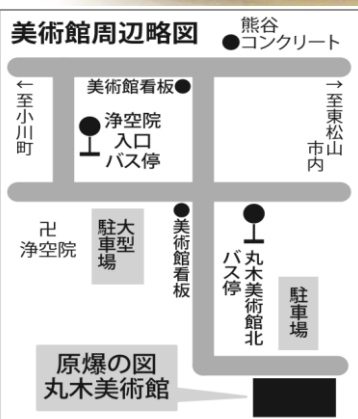 美術館周辺略図
熊谷
●コンクリート
←至小川町
美術館看板●
→至東松山
市内
浄空院
入口
バス停
卍
浄空院
大型
駐車場
●美術館看板
丸木美術館北
バス停
駐車場
原爆の図
丸木美術館